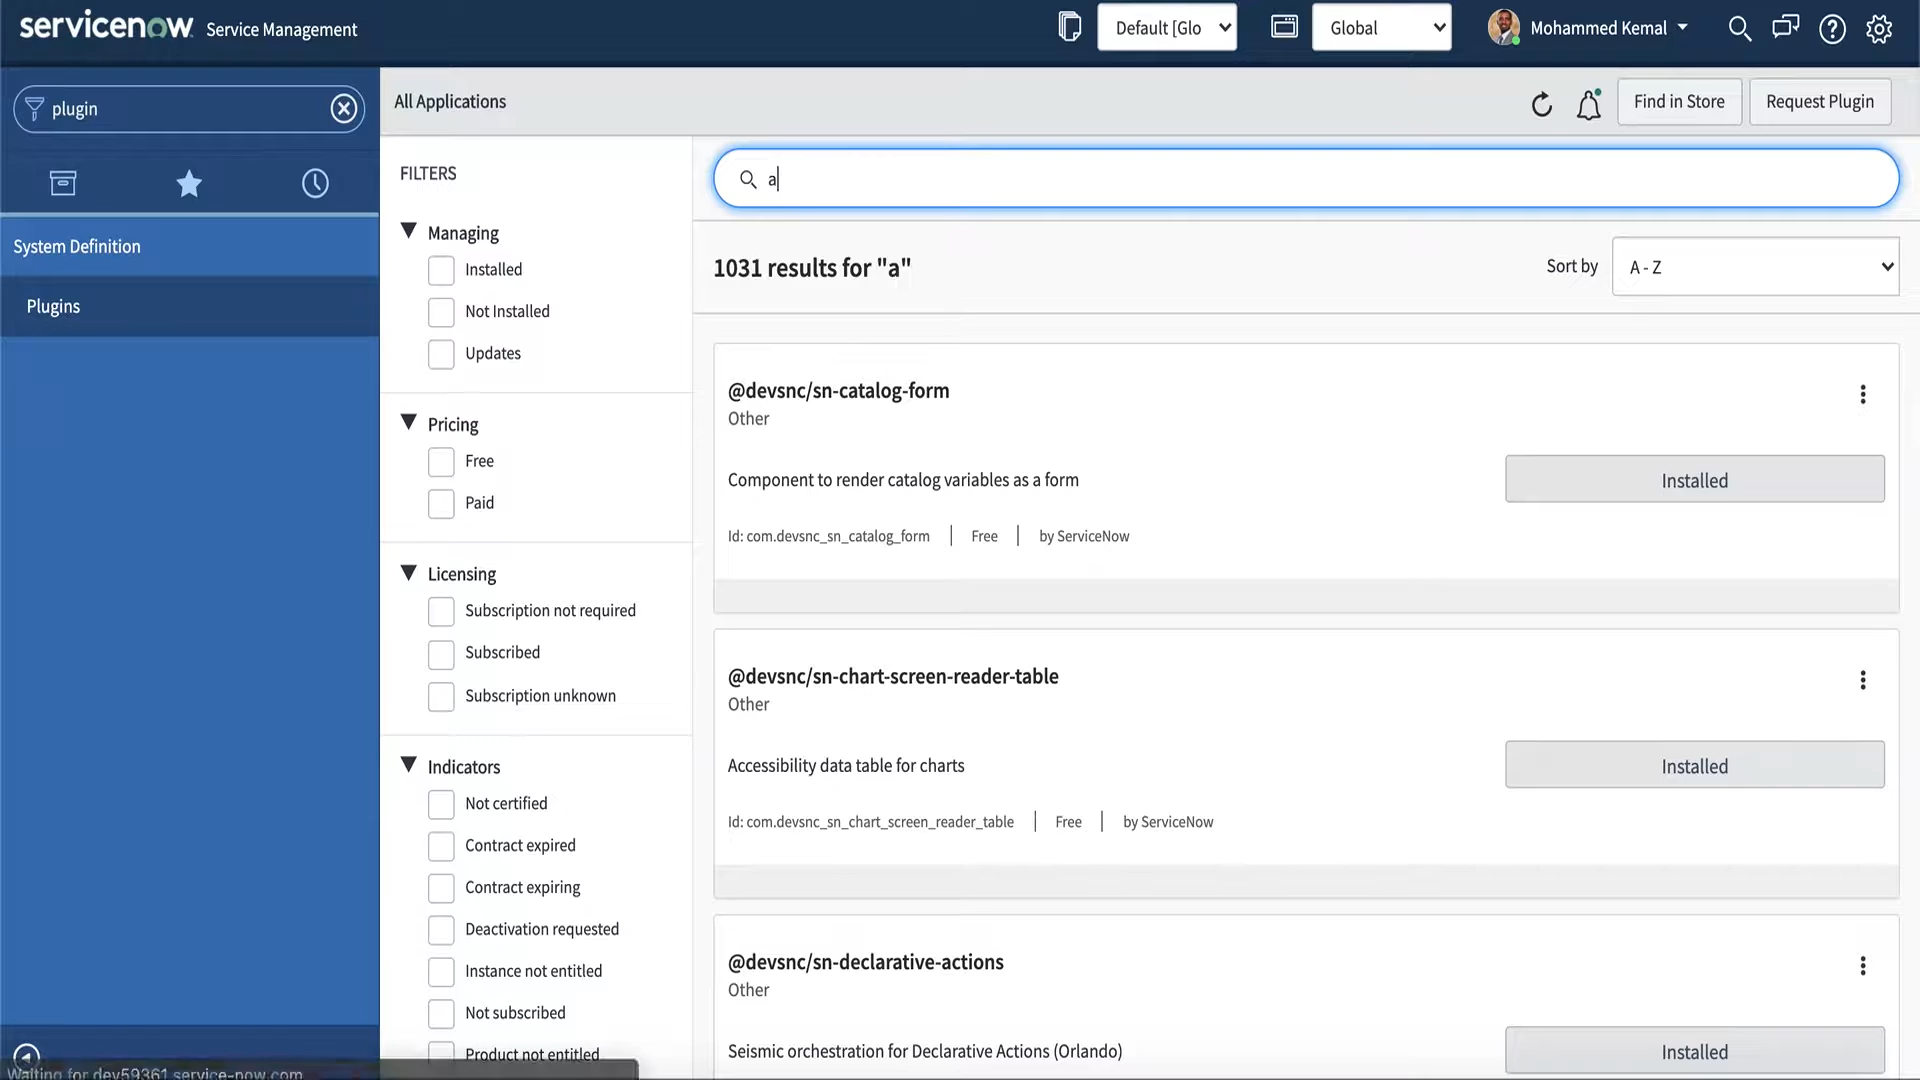 servicenow. Service Management
Default [Glo
Global
Mohammed Kemal
plugin
System Definition
Plugins
All Applications
Find in Store
Request Plugin
FILTERS
Managing
Installed
Not Installed
Updates
Pricing
Free
Paid
Licensing
Subscription not required
Subscribed
Subscription unknown
Indicators
Not certified
Contract expired
Contract expiring
Deactivation requested
Instance not entitled
Not subscribed
Product not entitled
a
1031 results for "a"
Sort by
A - Z
@devsnc/sn-catalog-form
Other
Component to render catalog variables as a form
Installed
Id: com.devsnc_sn_catalog_form | Free | by ServiceNow
@devsnc/sn-chart-screen-reader-table
Other
Accessibility data table for charts
Installed
Id: com.devsnc_sn_chart_screen_reader_table | Free | by ServiceNow
@devsnc/sn-declarative-actions
Other
Seismic orchestration for Declarative Actions (Orlando)
Installed
Waiting for dev59361.service-now.com